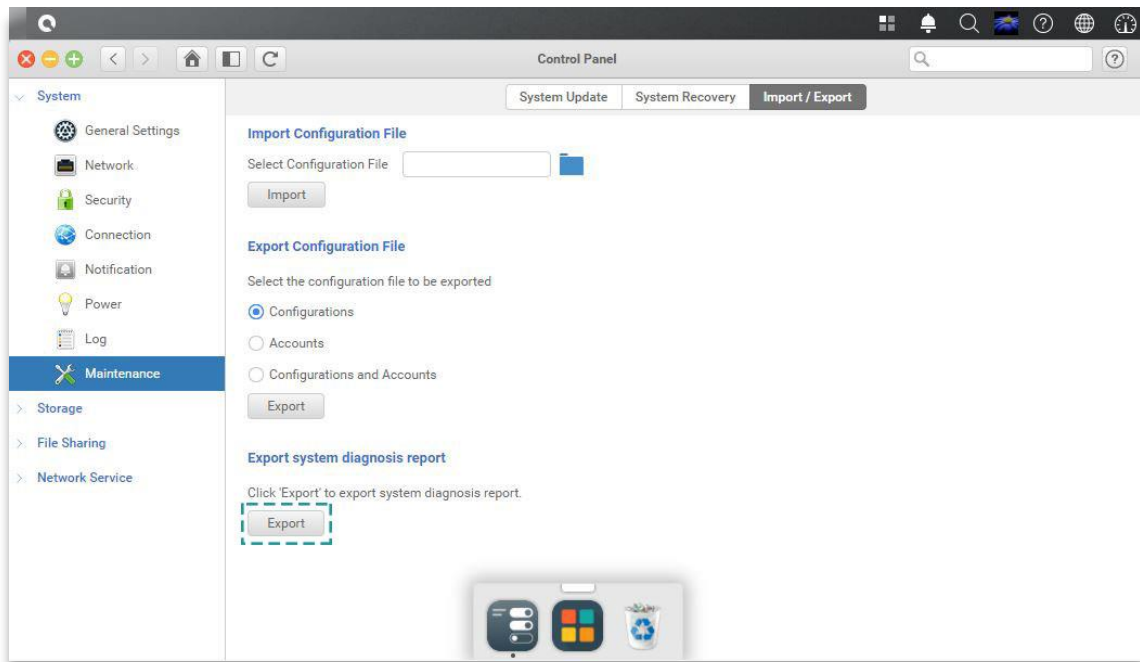 Control Panel
System
System Update
System Recovery
Import / Export
General Settings
Network
Security
Connection
Notification
Power
Log
Maintenance
Storage
File Sharing
Network Service
Import Configuration File
Select Configuration File
Import
Export Configuration File
Select the configuration file to be exported
Configurations
Accounts
Configurations and Accounts
Export
Export system diagnosis report
Click 'Export' to export system diagnosis report.
Export